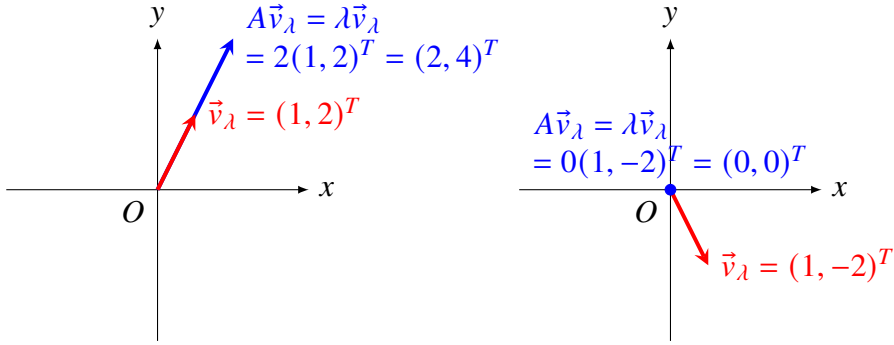 y
A\vec{v}_λ = λ\vec{v}_λ
= 2(1, 2)^T = (2, 4)^T
\vec{v}_λ = (1, 2)^T
x
O
y
A\vec{v}_λ = λ\vec{v}_λ
= 0(1, −2)^T = (0, 0)^T
x
O
\vec{v}_λ = (1, −2)^T